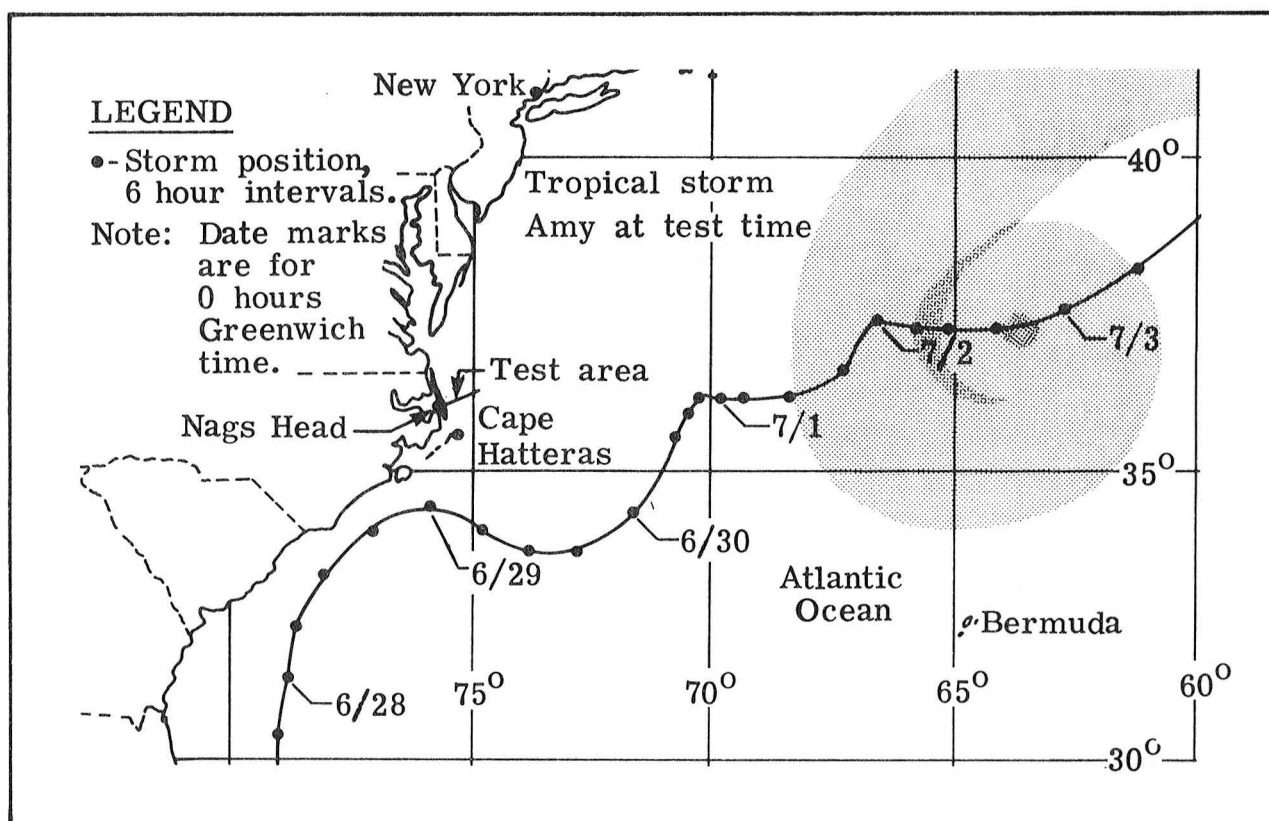 New York
LEGEND
●- Storm position,
6 hour intervals.
Note: Date marks
are for
0 hours
Greenwich
time.
Tropical storm
Amy at test time
40°
7/2
7/3
Test area
Nags Head
Cape
Hatteras
7/1
35°
6/30
6/29
Atlantic
Ocean
Bermuda
6/28
75°
70°
65°
60°
30°